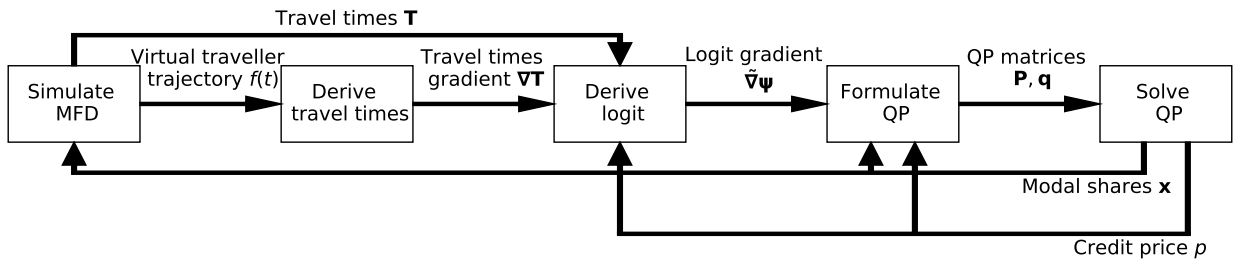 Travel times T
Virtual traveller
trajectory f(t)
Travel times
gradient ∇T
Logit gradient
∇̃ψ
QP matrices
P, q
Simulate
MFD
Derive
travel times
Derive
logit
Formulate
QP
Solve
QP
Modal shares x
Credit price p